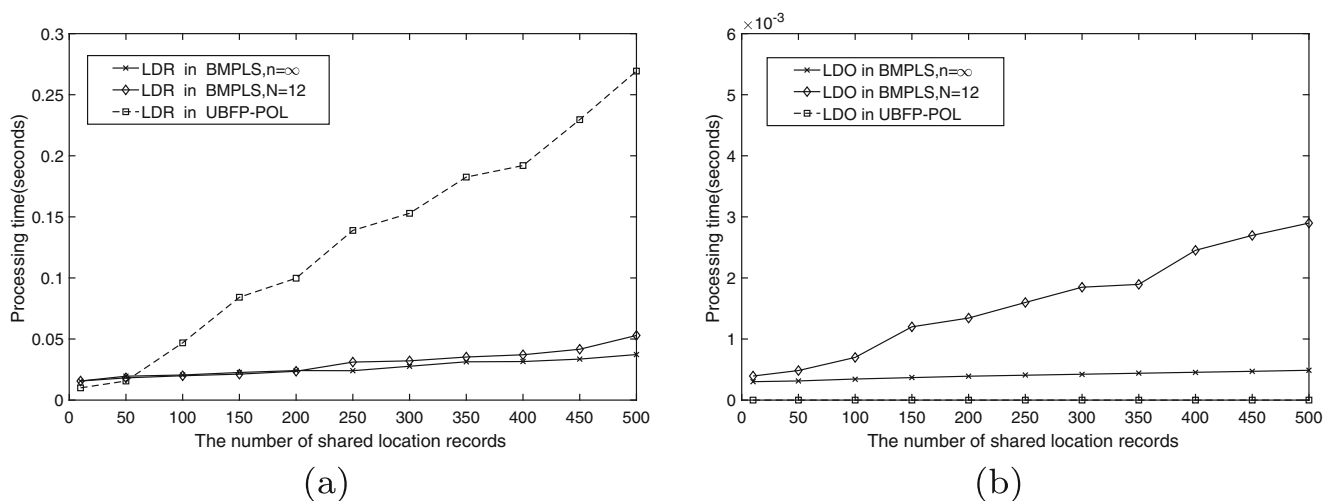 LDR in BMPLS,n=∞
LDR in BMPLS,N=12
LDR in UBFP-POL
0.3
0.25
0.2
0.15
0.1
0.05
0
Processing time(seconds)
0 50 100 150 200 250 300 350 400 450 500
The number of shared location records
(a)
×10⁻³
LDO in BMPLS,n=∞
LDO in BMPLS,N=12
LDO in UBFP-POL
6
5
4
3
2
1
0
Processing time(seconds)
0 50 100 150 200 250 300 350 400 450 500
The number of shared location records
(b)